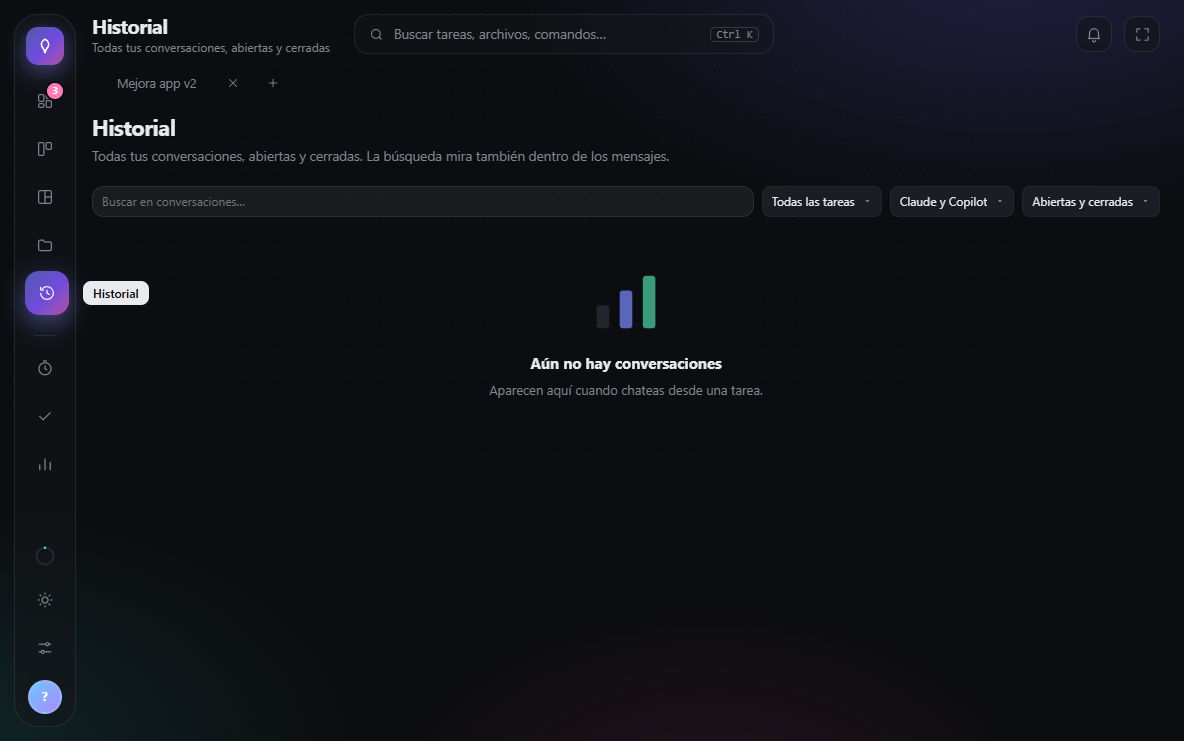 Historial
Todas tus conversaciones, abiertas y cerradas
Buscar tareas, archivos, comandos...
Ctrl K
3
Mejora app v2
Historial
Todas tus conversaciones, abiertas y cerradas. La búsqueda mira también dentro de los mensajes.
Buscar en conversaciones...
Todas las tareas
Claude y Copilot
Abiertas y cerradas
Historial
Aún no hay conversaciones
Aparecen aquí cuando chateas desde una tarea.
?